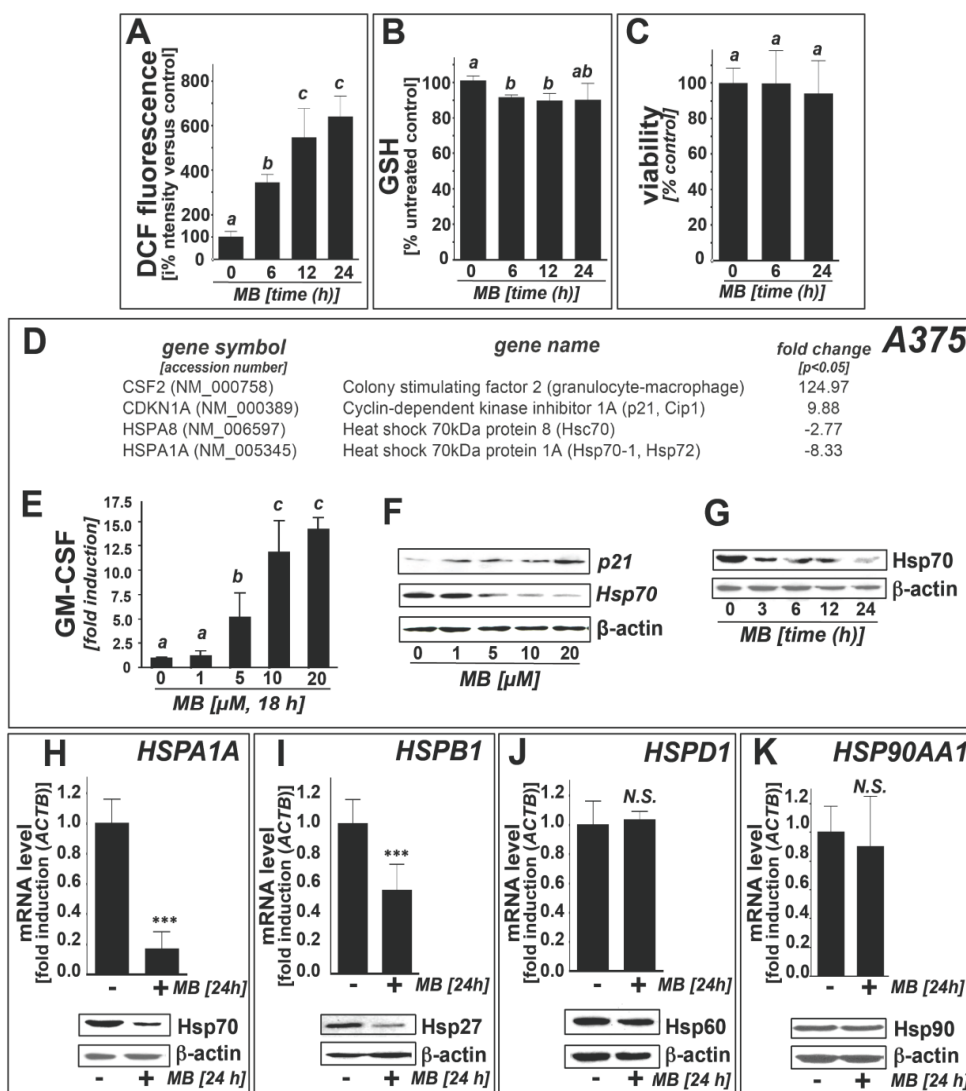 A
DCF fluorescence
[i% ntensity versus control]
800
600
400
200
100
0
a
b
c
c
0 6 12 24
MB [time (h)]
B
GSH
[% untreated control]
100
80
60
40
20
0
a
b
b
ab
0 6 12 24
MB [time (h)]
C
viability
[% control]
100
80
60
40
20
0
a
a
a
0 6 24
MB [time (h)]
D
A375
gene symbol gene name fold change
[accession number] [p<0.05]
CSF2 (NM_000758) Colony stimulating factor 2 (granulocyte-macrophage) 124.97
CDKN1A (NM_000389) Cyclin-dependent kinase inhibitor 1A (p21, Cip1) 9.88
HSPA8 (NM_006597) Heat shock 70kDa protein 8 (Hsc70) -2.77
HSPA1A (NM_005345) Heat shock 70kDa protein 1A (Hsp70-1, Hsp72) -8.33
E
GM-CSF
[fold induction]
17.5
15.0
12.5
10.0
7.5
5.0
2.5
0
a
a
b
c
c
0 1 5 10 20
MB [µM, 18 h]
F
p21
Hsp70
β-actin
0 1 5 10 20
MB [µM]
G
Hsp70
β-actin
0 3 6 12 24
MB [time (h)]
H
HSPA1A
mRNA level
[fold induction (ACTB)]
1.2
1.0
0.8
0.6
0.4
0.2
0.0
***
- + MB [24h]
Hsp70
β-actin
- + MB [24 h]
I
HSPB1
mRNA level
[fold induction (ACTB)]
1.2
1.0
0.8
0.6
0.4
0.2
0.0
***
- + MB [24h]
Hsp27
β-actin
- + MB [24 h]
J
HSPD1
mRNA level
[fold induction (ACTB)]
1.2
1.0
0.8
0.6
0.4
0.2
0.0
N.S.
- + MB [24h]
Hsp60
β-actin
- + MB [24 h]
K
HSP90AA1
mRNA level
[fold induction (ACTB)]
1.2
1.0
0.8
0.6
0.4
0.2
0.0
N.S.
- + MB [24h]
Hsp90
β-actin
- + MB [24 h]